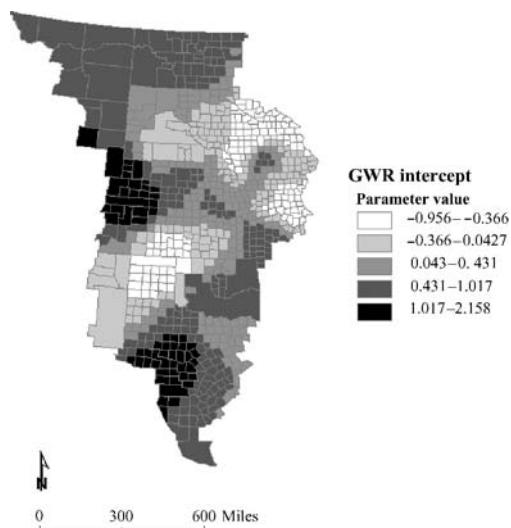 GWR intercept
Parameter value
-0.956–-0.366
-0.366–0.0427
0.043–0.431
0.431–1.017
1.017–2.158
N
0 300 600 Miles